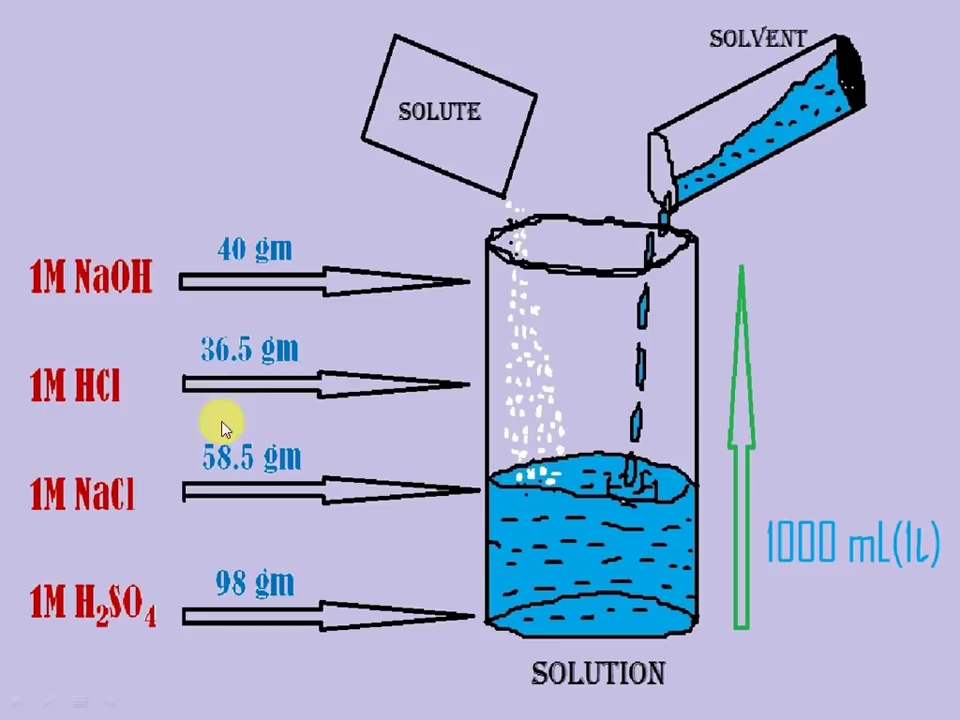 SOLVENT
SOLUTE
40 gm
1M NaOH
36.5 gm
1M HCl
58.5 gm
1M NaCl
1000 mL(1L)
98 gm
1M H₂SO₄
SOLUTION